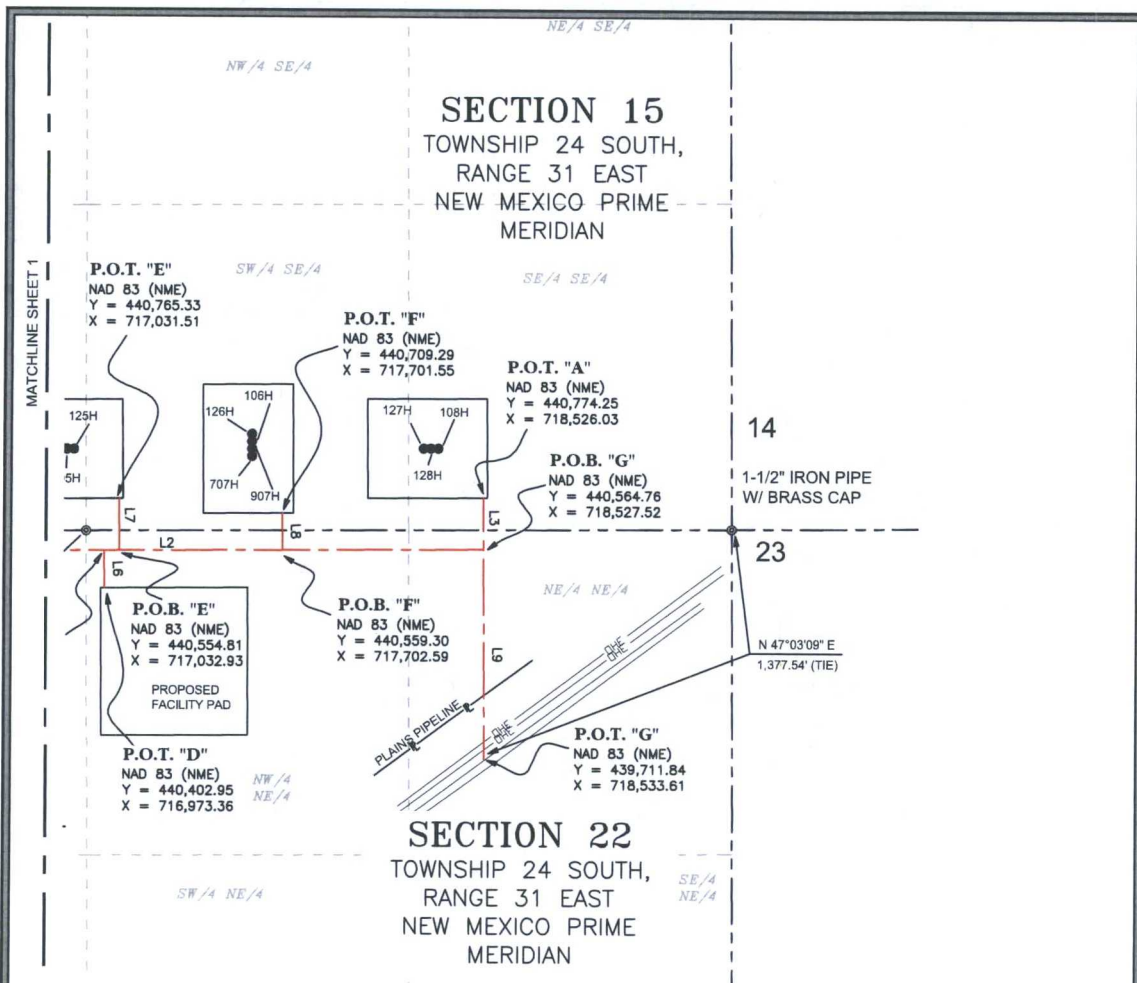 NE/4 SE/4
NW/4 SE/4
SECTION 15
TOWNSHIP 24 SOUTH,
RANGE 31 EAST
NEW MEXICO PRIME
MERIDIAN
MATCHLINE SHEET 1
SW/4 SE/4
SE/4 SE/4
P.O.T. "E"
NAD 83 (NME)
Y = 440,765.33
X = 717,031.51
P.O.T. "F"
NAD 83 (NME)
Y = 440,709.29
X = 717,701.55
P.O.T. "A"
NAD 83 (NME)
Y = 440,774.25
X = 718,526.03
125H
5H
126H
106H
707H
907H
127H
108H
128H
P.O.B. "G"
NAD 83 (NME)
Y = 440,564.76
X = 718,527.52
14
1-1/2" IRON PIPE
W/ BRASS CAP
23
L7
L2
L8
L3
L6
L9
P.O.B. "E"
NAD 83 (NME)
Y = 440,554.81
X = 717,032.93
PROPOSED
FACILITY PAD
P.O.B. "F"
NAD 83 (NME)
Y = 440,559.30
X = 717,702.59
NE/4 NE/4
OHE
OHE
N 47°03'09" E
1,377.54' (TIE)
PLAINS PIPELINE
OHE
OHE
P.O.T. "D"
NAD 83 (NME)
Y = 440,402.95
X = 716,973.36
NW/4
NE/4
P.O.T. "G"
NAD 83 (NME)
Y = 439,711.84
X = 718,533.61
SECTION 22
TOWNSHIP 24 SOUTH,
RANGE 31 EAST
NEW MEXICO PRIME
MERIDIAN
SW/4 NE/4
SE/4
NE/4